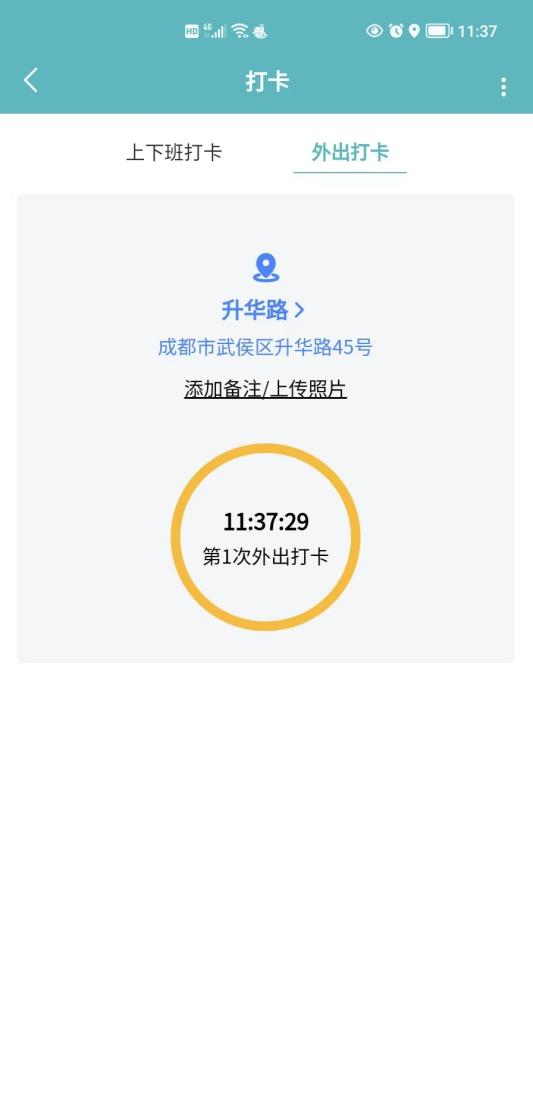 HD 4G 11:37
打卡
上下班打卡 外出打卡
升华路
成都市武侯区升华路45号
添加备注/上传照片
11:37:29
第1次外出打卡